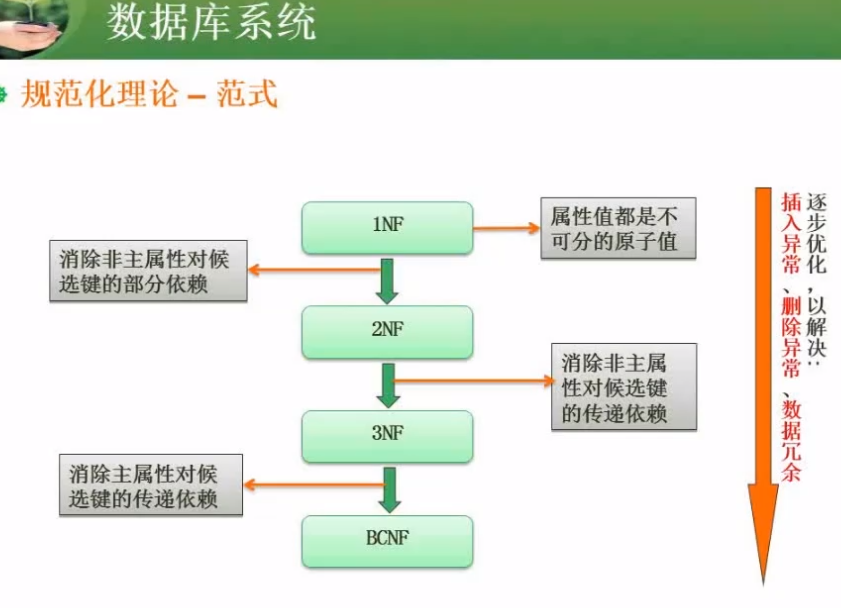 数据库系统
规范化理论 – 范式
1NF
属性值都是不
可分的原子值
消除非主属性对候
选键的部分依赖
2NF
消除非主属
性对候选键
的传递依赖
3NF
消除主属性对候
选键的传递依赖
BCNF
逐步优化，以解决：
插入异常、删除异常、数据冗余